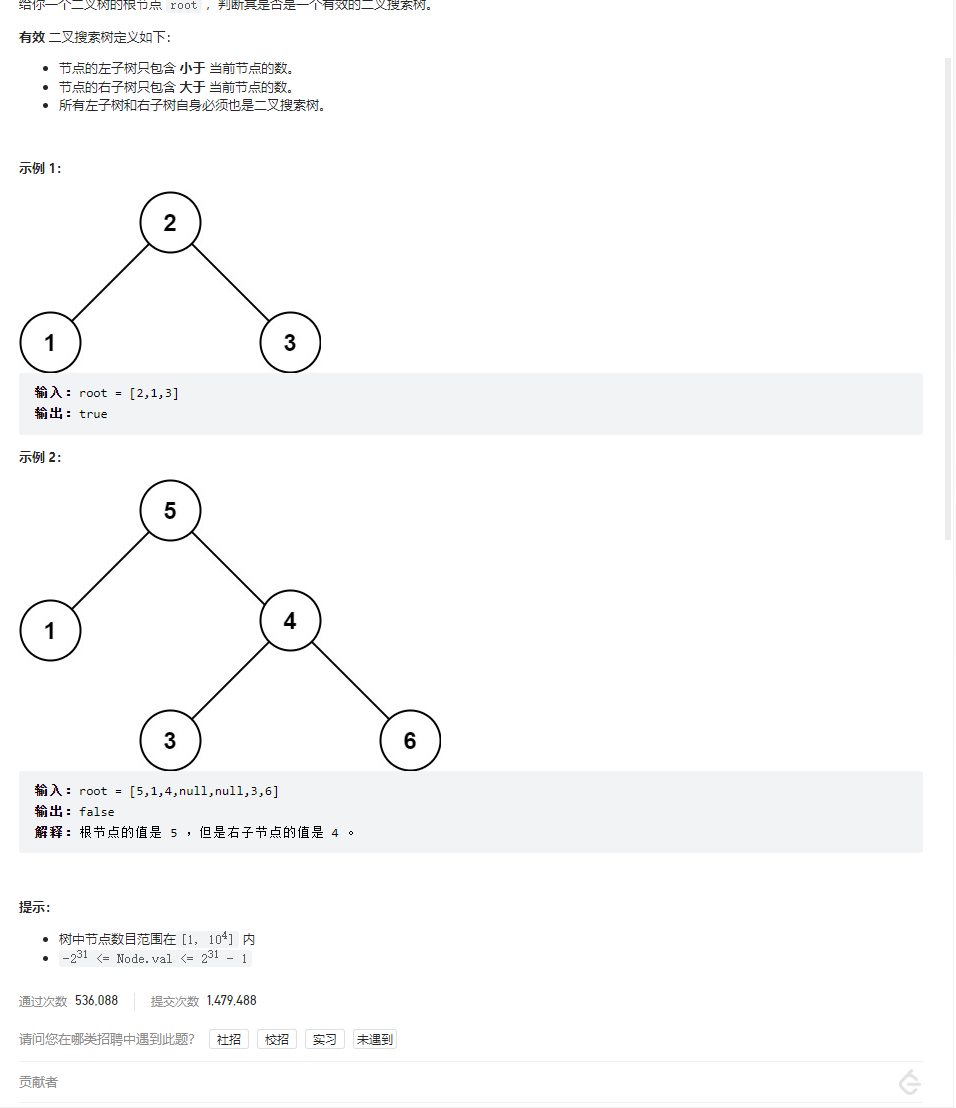 给你一个二叉树的根节点 root ，判断其是否是一个有效的二叉搜索树。
有效 二叉搜索树定义如下：
节点的左子树只包含 小于 当前节点的数。
节点的右子树只包含 大于 当前节点的数。
所有左子树和右子树自身必须也是二叉搜索树。
示例 1：
2
1
3
输入：root = [2,1,3]
输出：true
示例 2：
5
1
4
3
6
输入：root = [5,1,4,null,null,3,6]
输出：false
解释：根节点的值是 5 ，但是右子节点的值是 4 。
提示：
树中节点数目范围在[1, 10⁴] 内
-2³¹ <= Node.val <= 2³¹ - 1
通过次数 536,088 提交次数 1,479,488
请问您在哪类招聘中遇到此题？ 社招 校招 实习 未遇到
贡献者